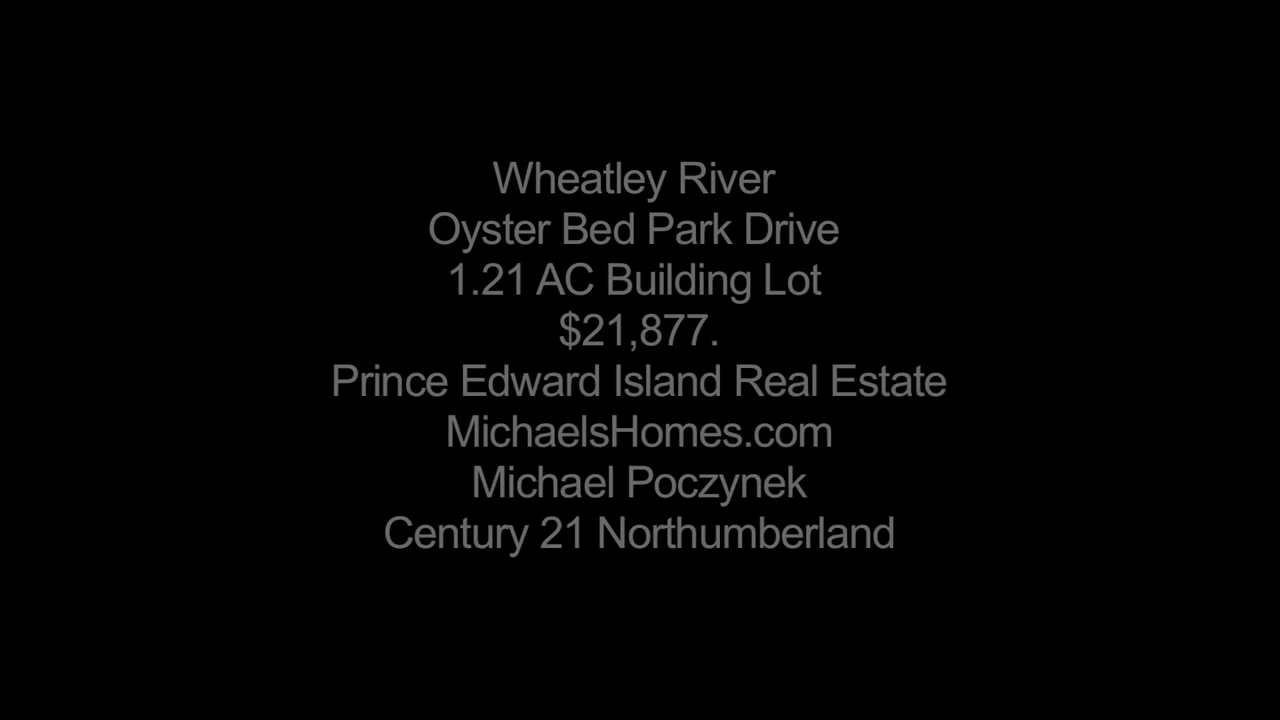 Wheatley River
Oyster Bed Park Drive
1.21 AC Building Lot
$21,877.
Prince Edward Island Real Estate
MichaelsHomes.com
Michael Poczynek
Century 21 Northumberland